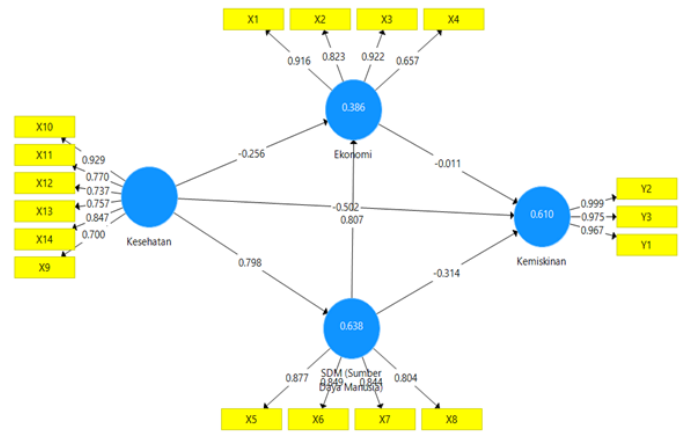 X1
X2
X3
X4
0.916
0.823
0.922
0.657
0.386
Ekonomi
X10
X11
X12
X13
X14
X9
0.929
0.770
0.737
0.757
0.847
0.700
Kesehatan
-0.256
-0.011
-0.502
0.807
0.798
-0.314
0.610
Kemiskinan
0.999
0.975
0.967
Y2
Y3
Y1
0.638
SDM (Sumber
Daya Manusia)
0.877
0.849
0.844
0.804
X5
X6
X7
X8